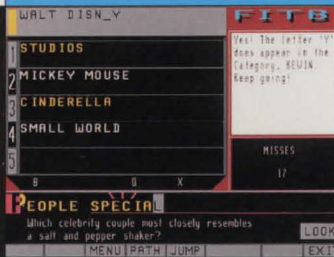 WALT DISN_Y
FITB
1 STUDIOS
2 MICKEY MOUSE
3 CINDERELLA
4 SMALL WORLD
5
Yes! The letter 'Y'
does appear in the
Category, KEVIN.
Keep going!
MISSES
17
B Q X
PEOPLE SPECIAL
Which celebrity couple most closely resembles
a salt and pepper shaker?
LOOK
MENU PATH JUMP EXIT